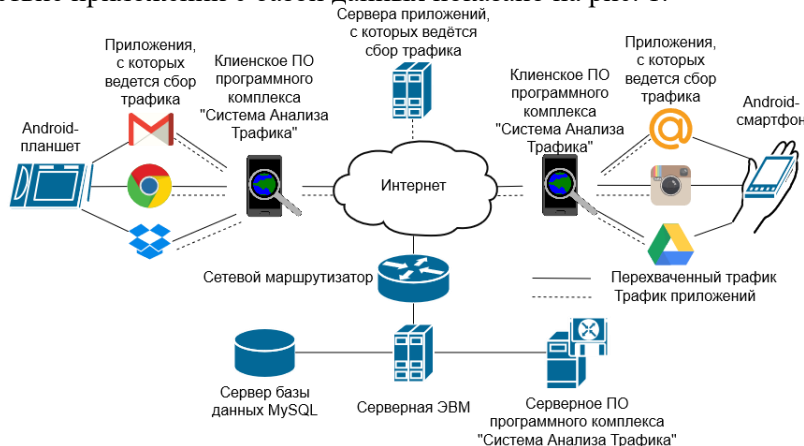 Сервера приложений,
с которых ведётся
сбор трафика
Приложения,
с которых
ведется сбор
трафика
Клиенское ПО
программного
комплекса
"Система Анализа
Трафика"
Клиенское ПО
программного
комплекса
"Система Анализа
Трафика"
Приложения,
с которых
ведется сбор
трафика
Android-
планшет
Android-
смартфон
Интернет
Сетевой маршрутизатор
Перехваченный трафик
Трафик приложений
Сервер базы
данных MySQL
Серверная ЭВМ
Серверное ПО
программного комплекса
"Система Анализа Трафика"